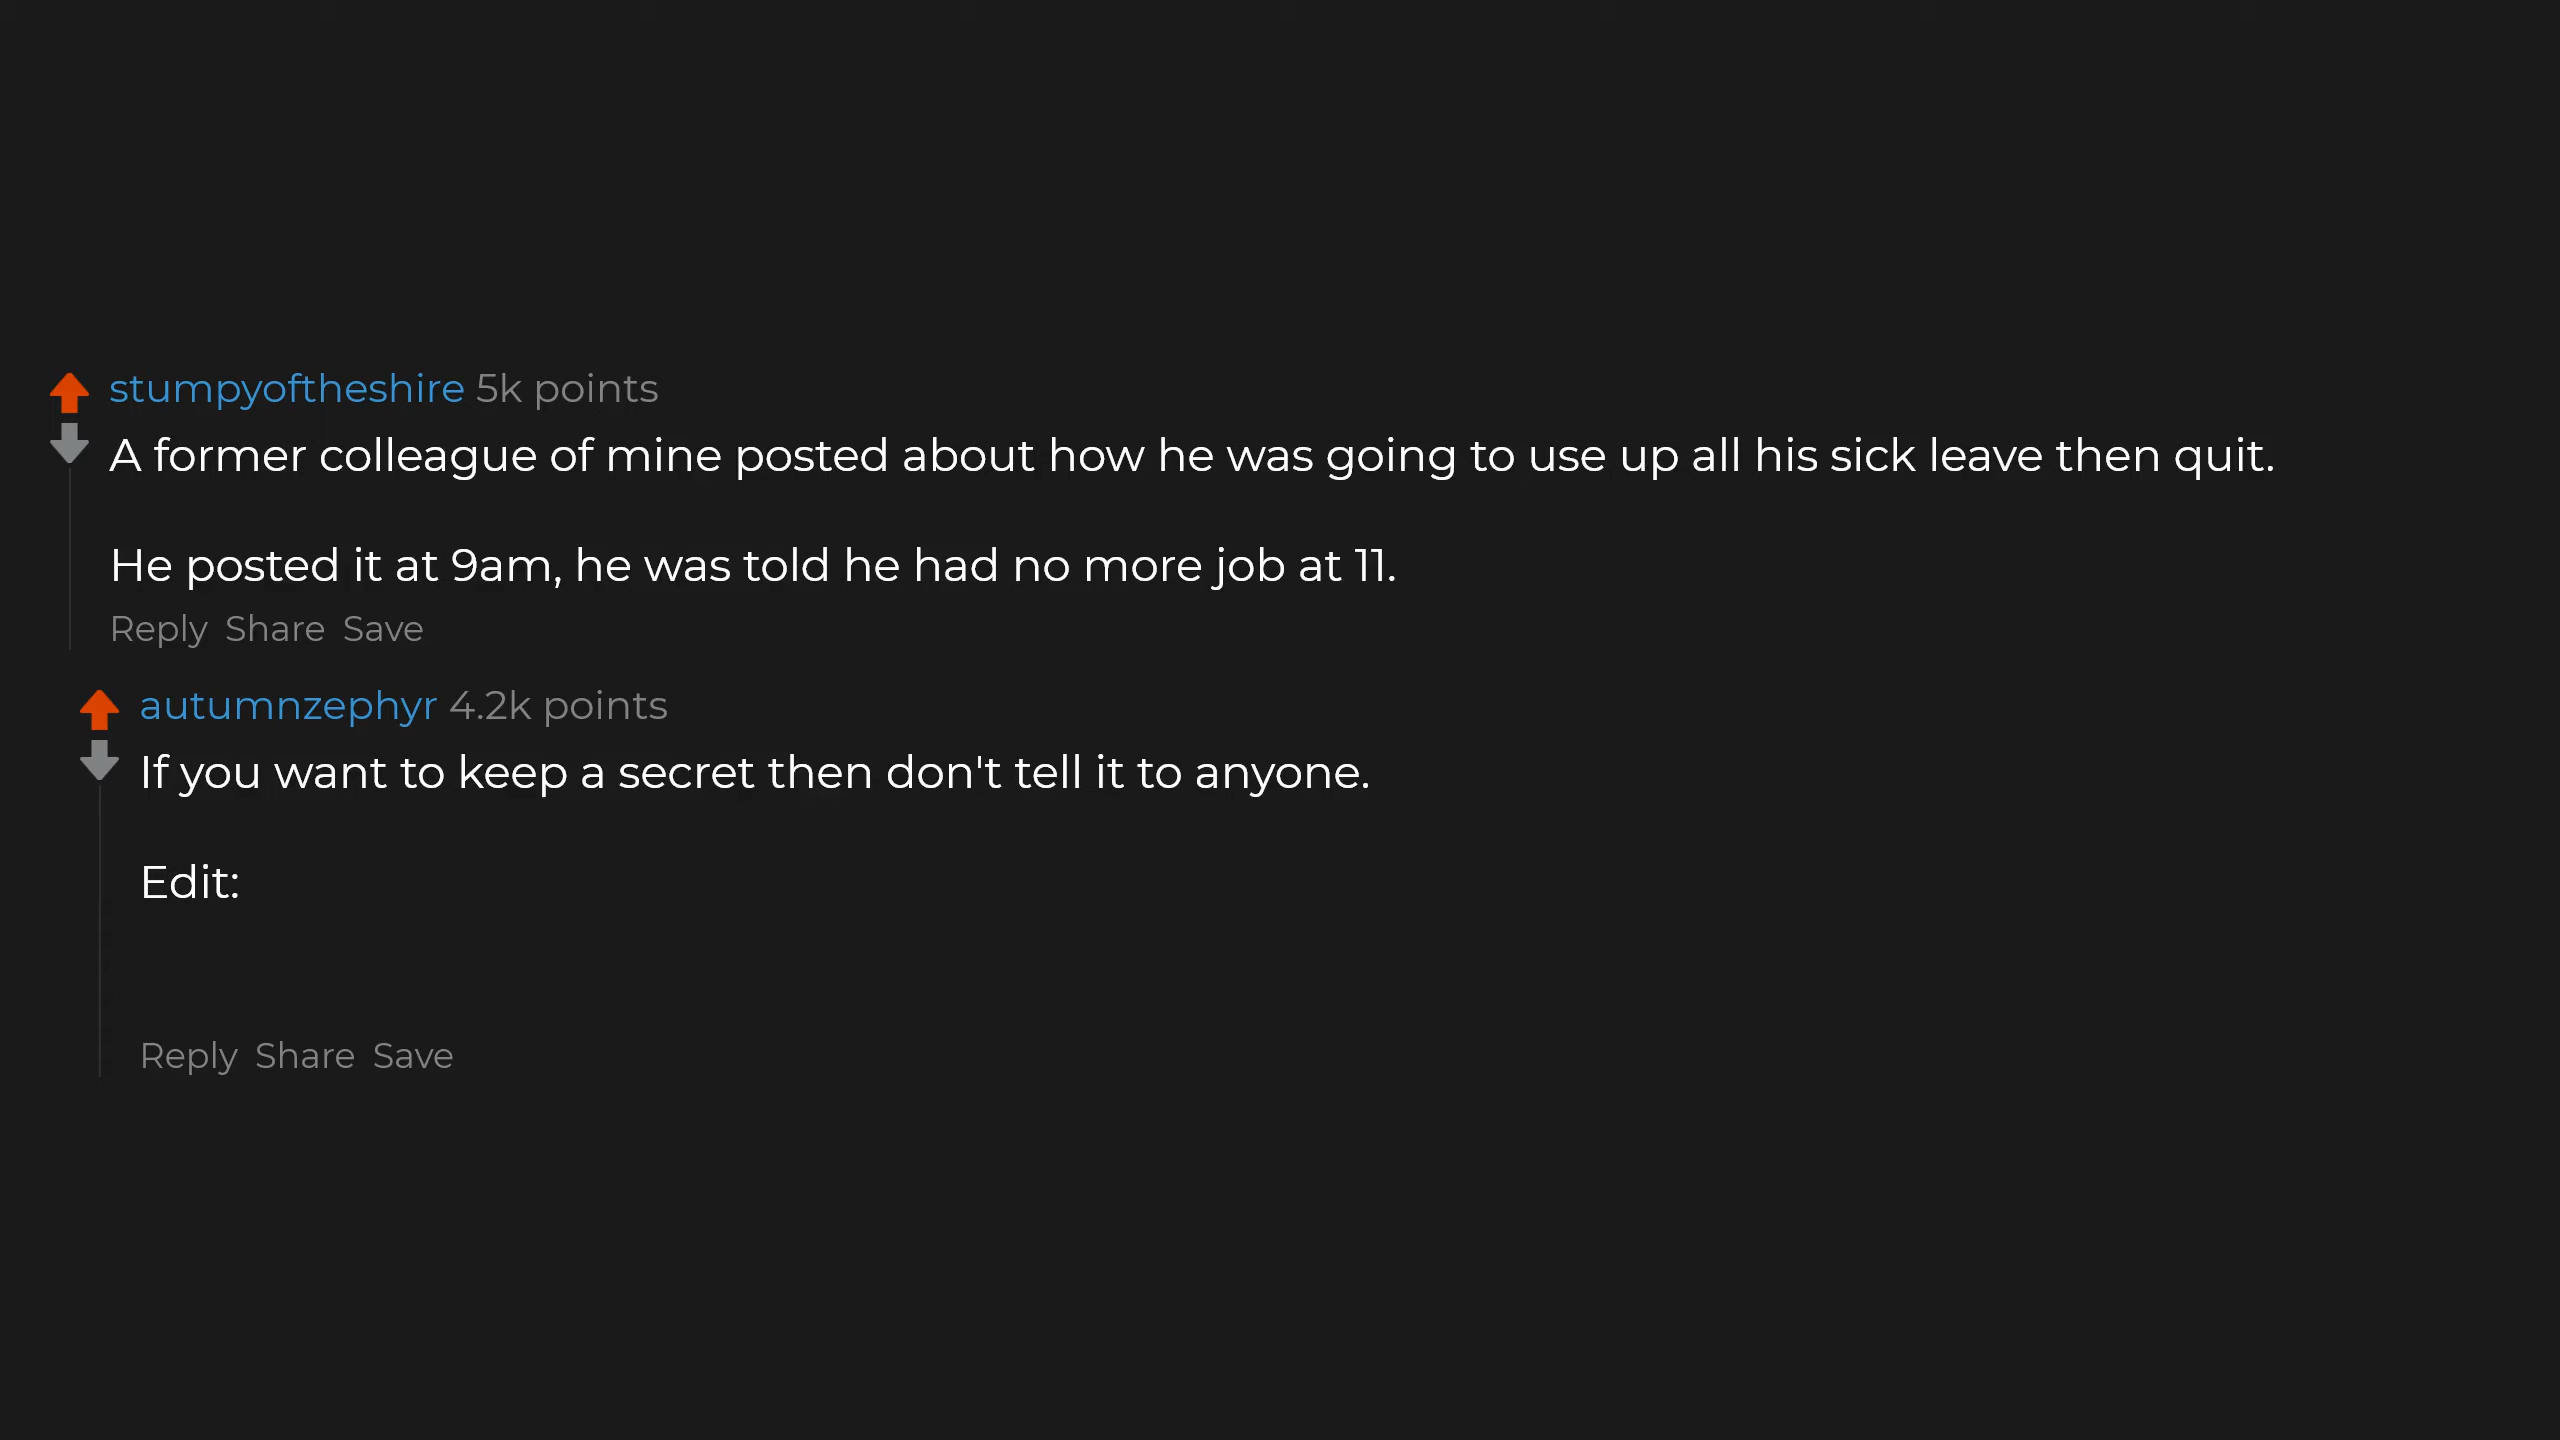 stumpyoftheshire 5k points
A former colleague of mine posted about how he was going to use up all his sick leave then quit.
He posted it at 9am, he was told he had no more job at 11.
Reply Share Save
autumnzephyr 4.2k points
If you want to keep a secret then don't tell it to anyone.
Edit:
Reply Share Save